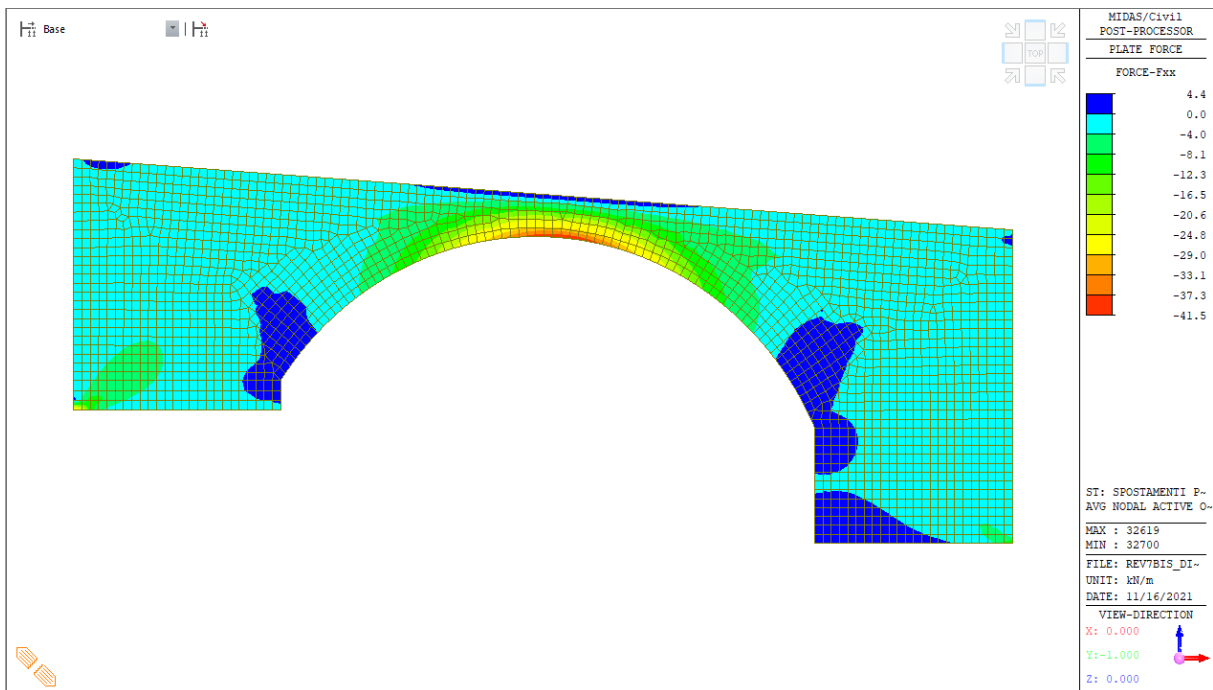 Base
TOP
MIDAS/Civil
POST-PROCESSOR
PLATE FORCE
FORCE-Fxx
4.4
0.0
-4.0
-8.1
-12.3
-16.5
-20.6
-24.8
-29.0
-33.1
-37.3
-41.5
ST: SPOSTAMENTI P~
AVG NODAL ACTIVE O~
MAX : 32619
MIN : 32700
FILE: REV7BIS_DI~
UNIT: kN/m
DATE: 11/16/2021
VIEW-DIRECTION
X: 0.000
Y:-1.000
Z: 0.000